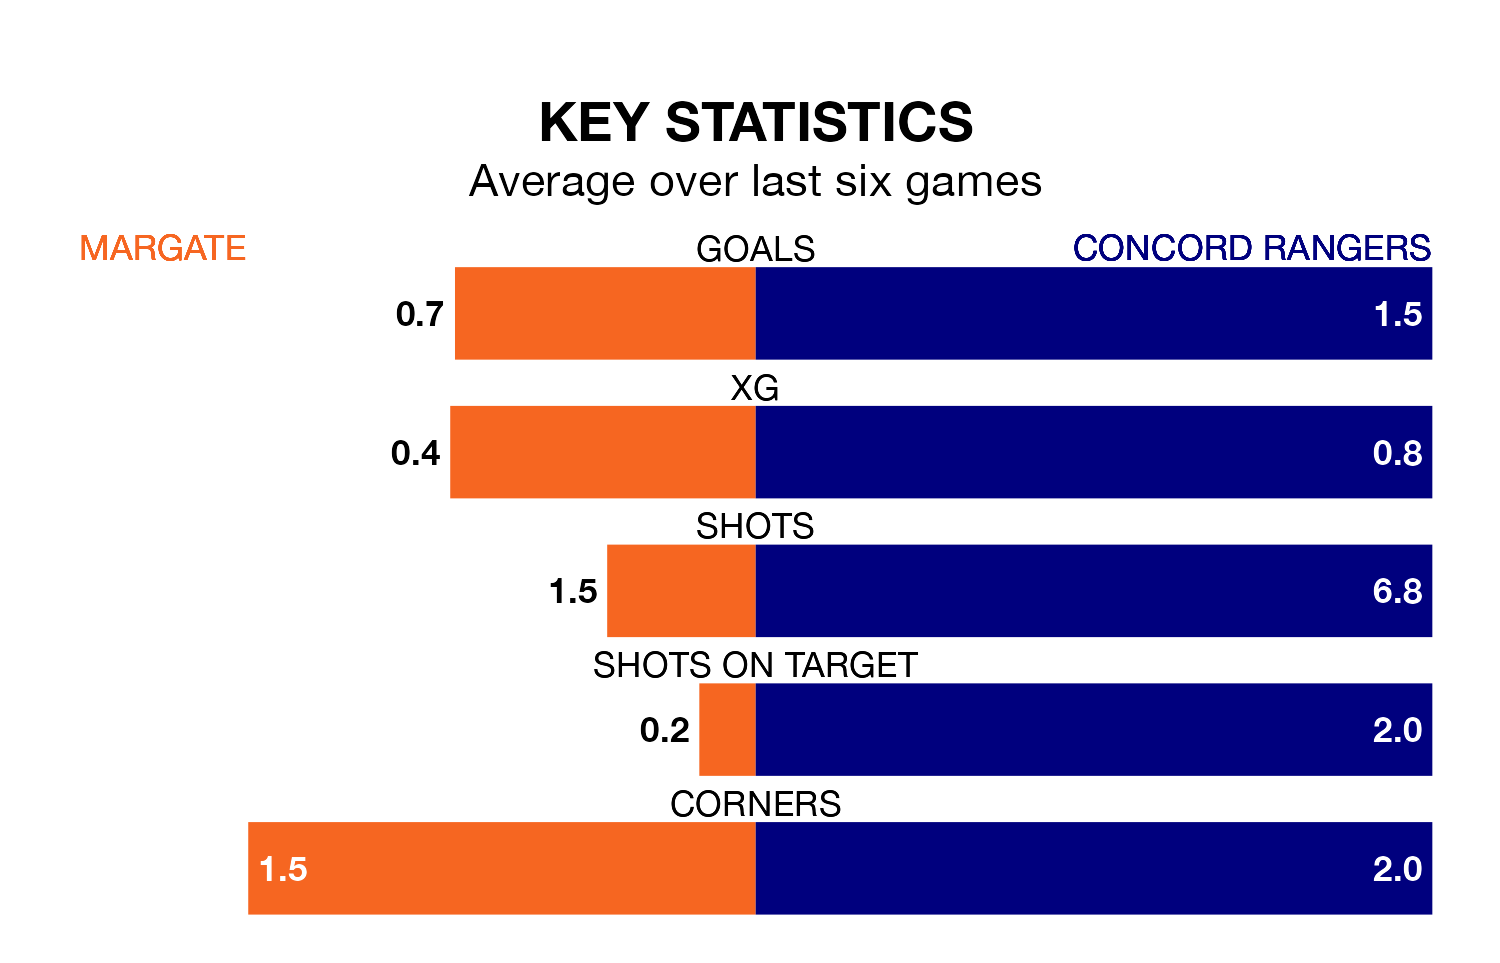 KEY STATISTICS
Average over last six games
MARGATE GOALS CONCORD RANGERS
0.7 1.5
XG
0.4 0.8
SHOTS
1.5 6.8
SHOTS ON TARGET
0.2 2.0
CORNERS
1.5 2.0